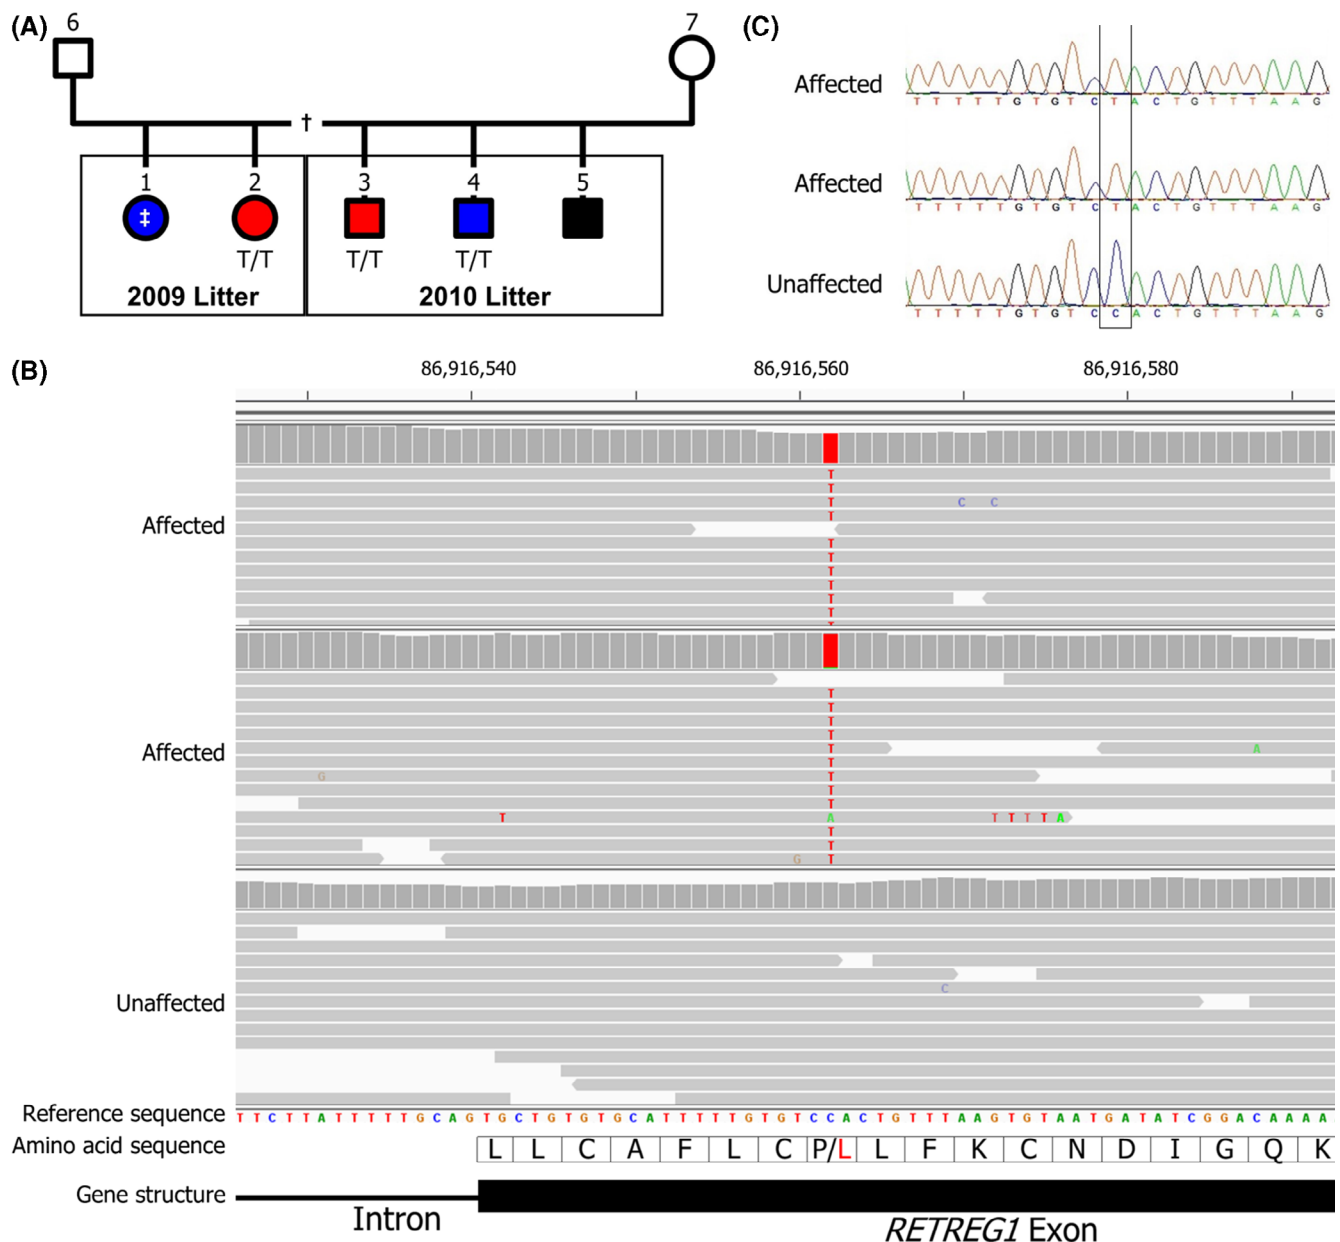 (A)
6
7
†
1
2
3
4
5
‡
T/T
T/T
T/T
2009 Litter
2010 Litter
(C)
Affected
T T T T T G T G T C T A C T G T T T A A G
Affected
T T T T T G T G T C T A C T G T T T A A G
Unaffected
T T T T T G T G T C C A C T G T T T A A G
(B)
86,916,540 86,916,560 86,916,580
Affected
T
T
T C C
T
T
T
T
T
T
T
T
Affected
T
T
T
T
T A
T
G T
T
T
T A T T T T A
T
T
G T
Unaffected
C
Reference sequence T T C T T A T T T T T G C A G T G C T G T G T G C A T T T T T G T G T C C A C T G T T T A A G T G T A A T G A T A T C G G A C A A A A
Amino acid sequence L L C A F L C P/L L F K C N D I G Q K
Gene structure
Intron
RETREG1 Exon